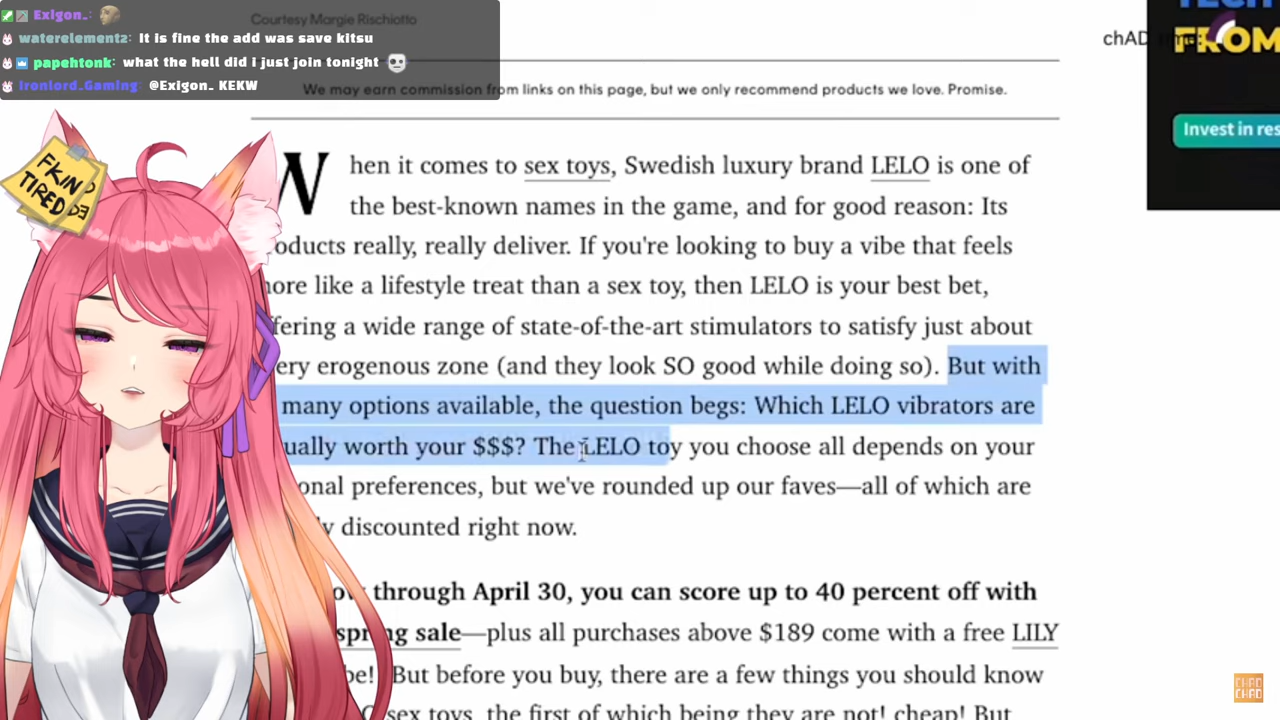 Exigon_:
waterelement2: It is fine the add was save kitsu
papehtonk: what the hell did i just join tonight
Ironlord_Gaming: @Exigon_ KEKW
Courtesy Margie Rischiotto
chAD
FROM
We may earn commission from links on this page, but we only recommend products we love. Promise.
Invest in res
FKIN
TIRED
When it comes to sex toys, Swedish luxury brand LELO is one of
the best-known names in the game, and for good reason: Its
oducts really, really deliver. If you're looking to buy a vibe that feels
ore like a lifestyle treat than a sex toy, then LELO is your best bet,
fering a wide range of state-of-the-art stimulators to satisfy just about
ery erogenous zone (and they look SO good while doing so). But with
many options available, the question begs: Which LELO vibrators are
ually worth your $$$? The LELO toy you choose all depends on your
onal preferences, but we've rounded up our faves—all of which are
y discounted right now.
ow through April 30, you can score up to 40 percent off with
spring sale—plus all purchases above $189 come with a free LILY
be! But before you buy, there are a few things you should know
O sex toys, the first of which being they are not! cheap! But
CHAD
CHAD